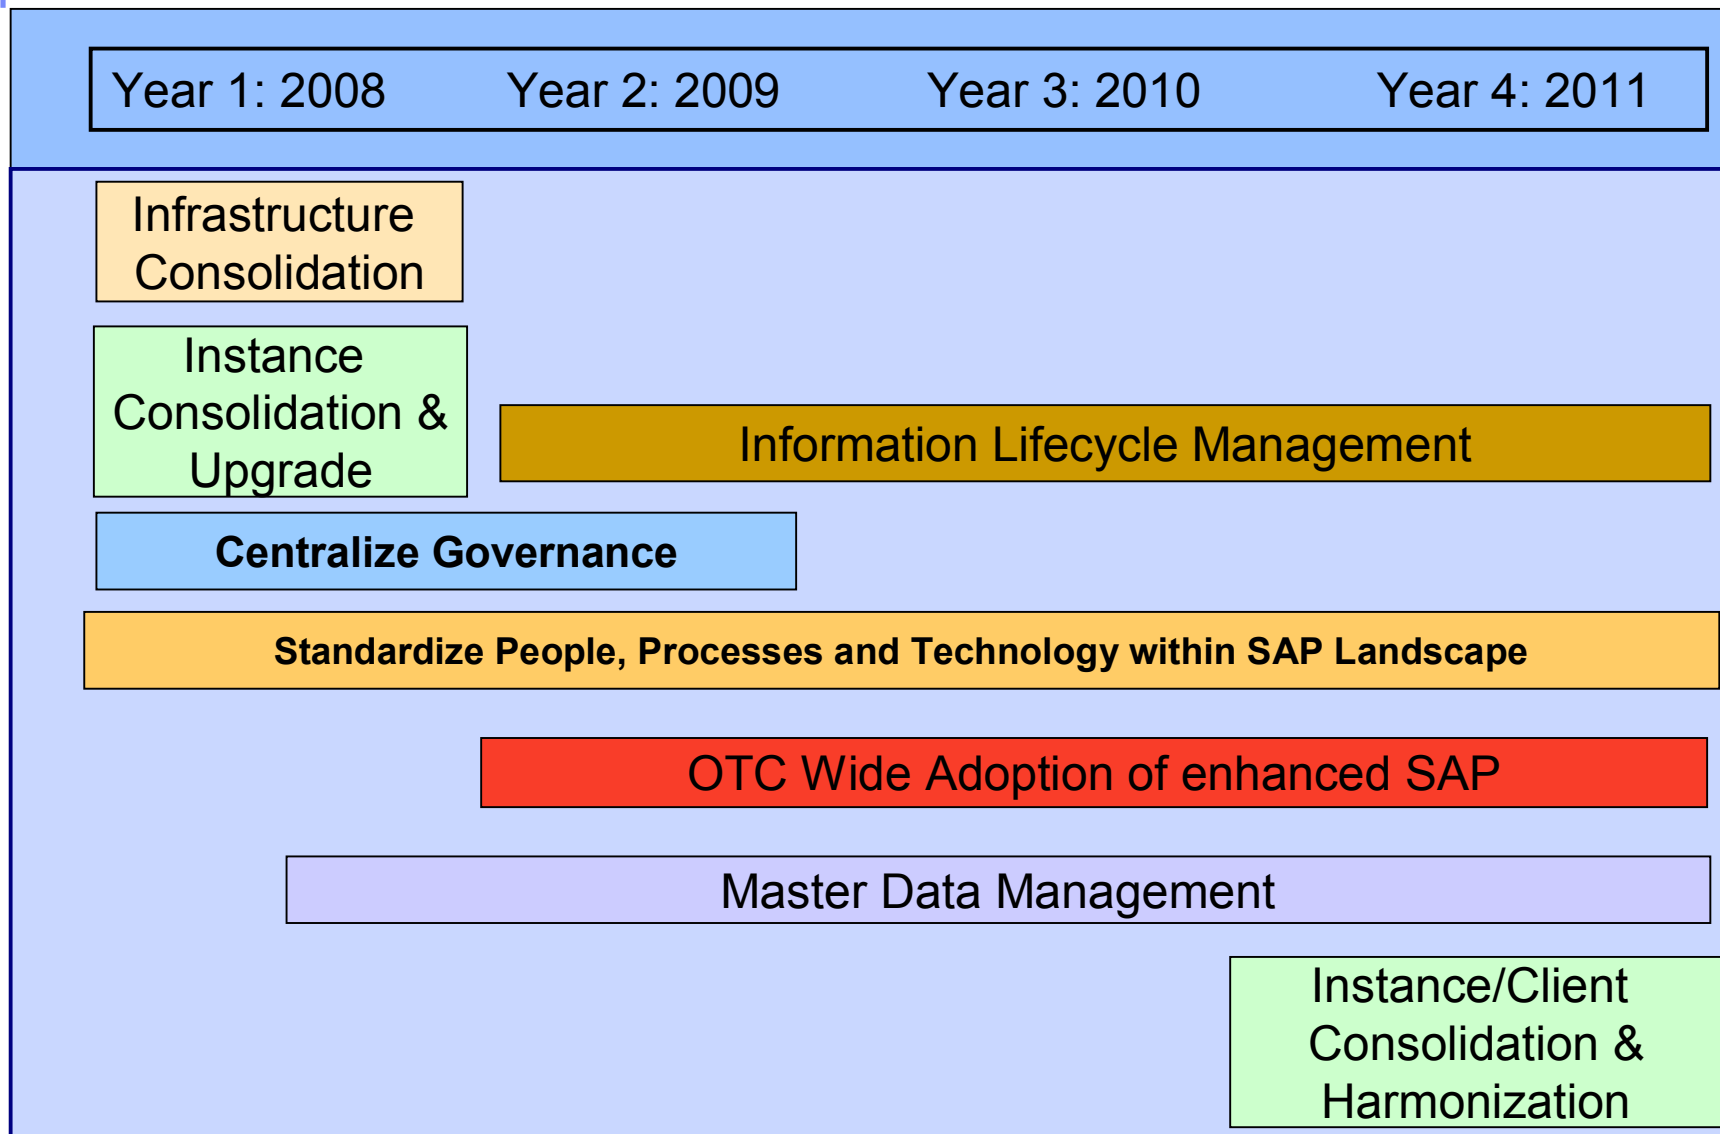 Year 1: 2008 Year 2: 2009 Year 3: 2010 Year 4: 2011
Infrastructure
Consolidation
Instance
Consolidation &
Upgrade
Information Lifecycle Management
Centralize Governance
Standardize People, Processes and Technology within SAP Landscape
OTC Wide Adoption of enhanced SAP
Master Data Management
Instance/Client
Consolidation &
Harmonization